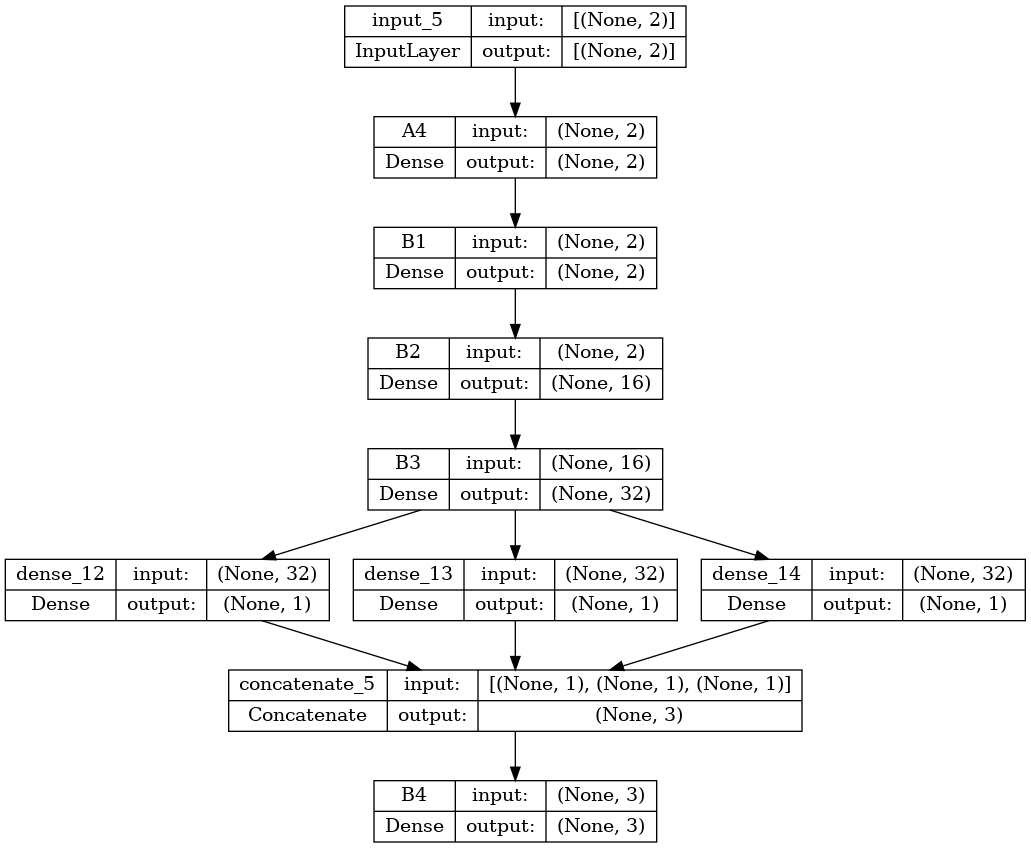 input_5 input: [(None, 2)]
InputLayer output: [(None, 2)]
A4 input: (None, 2)
Dense output: (None, 2)
B1 input: (None, 2)
Dense output: (None, 2)
B2 input: (None, 2)
Dense output: (None, 16)
B3 input: (None, 16)
Dense output: (None, 32)
dense_12 input: (None, 32)
Dense output: (None, 1)
dense_13 input: (None, 32)
Dense output: (None, 1)
dense_14 input: (None, 32)
Dense output: (None, 1)
concatenate_5 input: [(None, 1), (None, 1), (None, 1)]
Concatenate output: (None, 3)
B4 input: (None, 3)
Dense output: (None, 3)